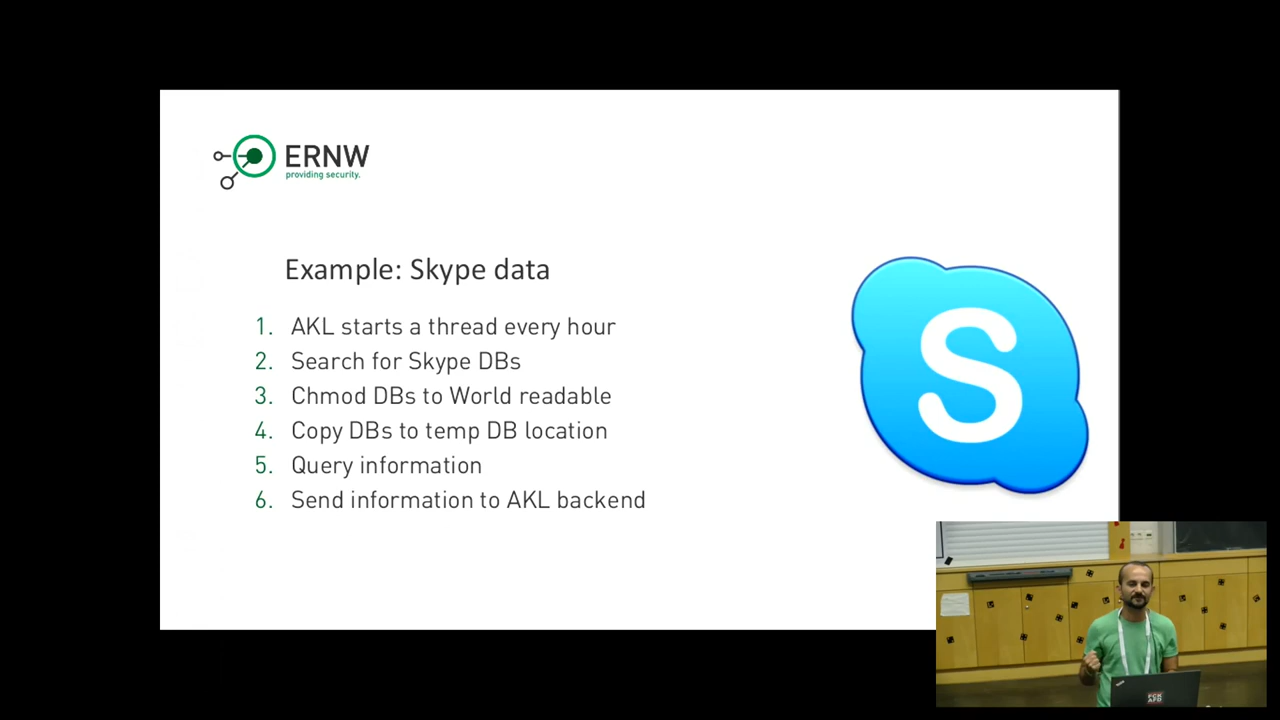 ERNW
providing security.
Example: Skype data
1. AKL starts a thread every hour
2. Search for Skype DBs
3. Chmod DBs to World readable
4. Copy DBs to temp DB location
5. Query information
6. Send information to AKL backend
S
FCK
AFD